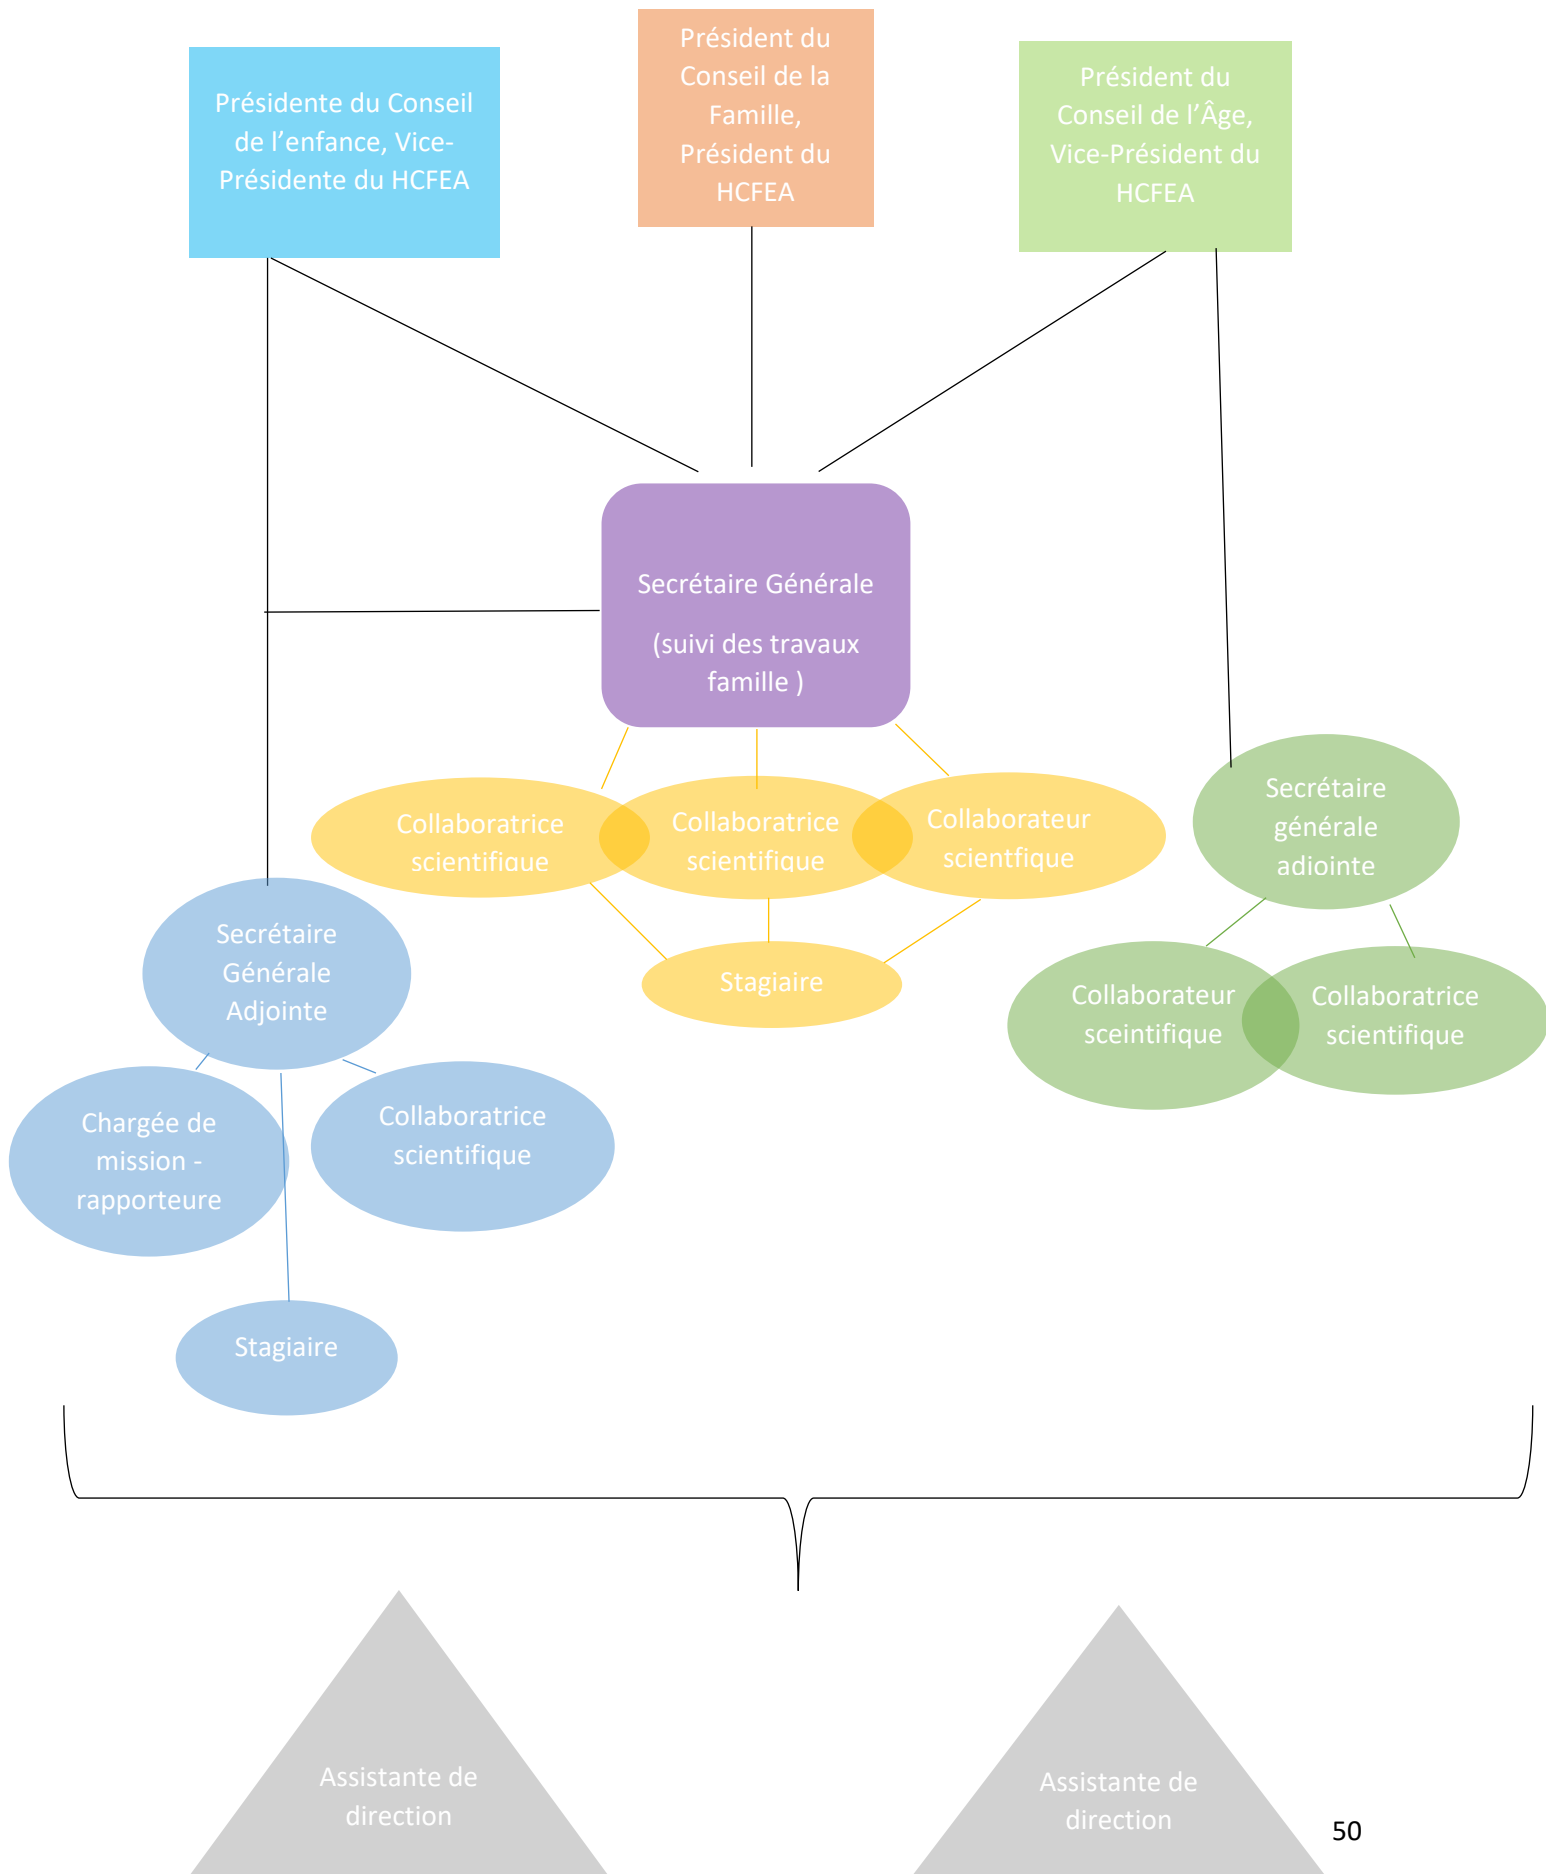 Présidente du Conseil
de l’enfance, Vice-
Présidente du HCFEA
Président du
Conseil de la
Famille,
Président du
HCFEA
Président du
Conseil de l’Âge,
Vice-Président du
HCFEA
Secrétaire Générale
(suivi des travaux
famille )
Collaboratrice
scientifique
Collaboratrice
scientifique
Collaborateur
scientfique
Stagiaire
Secrétaire
générale
adjointe
Collaborateur
sceintifique
Collaboratrice
scientifique
Secrétaire
Générale
Adjointe
Chargée de
mission -
rapporteure
Collaboratrice
scientifique
Stagiaire
Assistante de
direction
Assistante de
direction
50